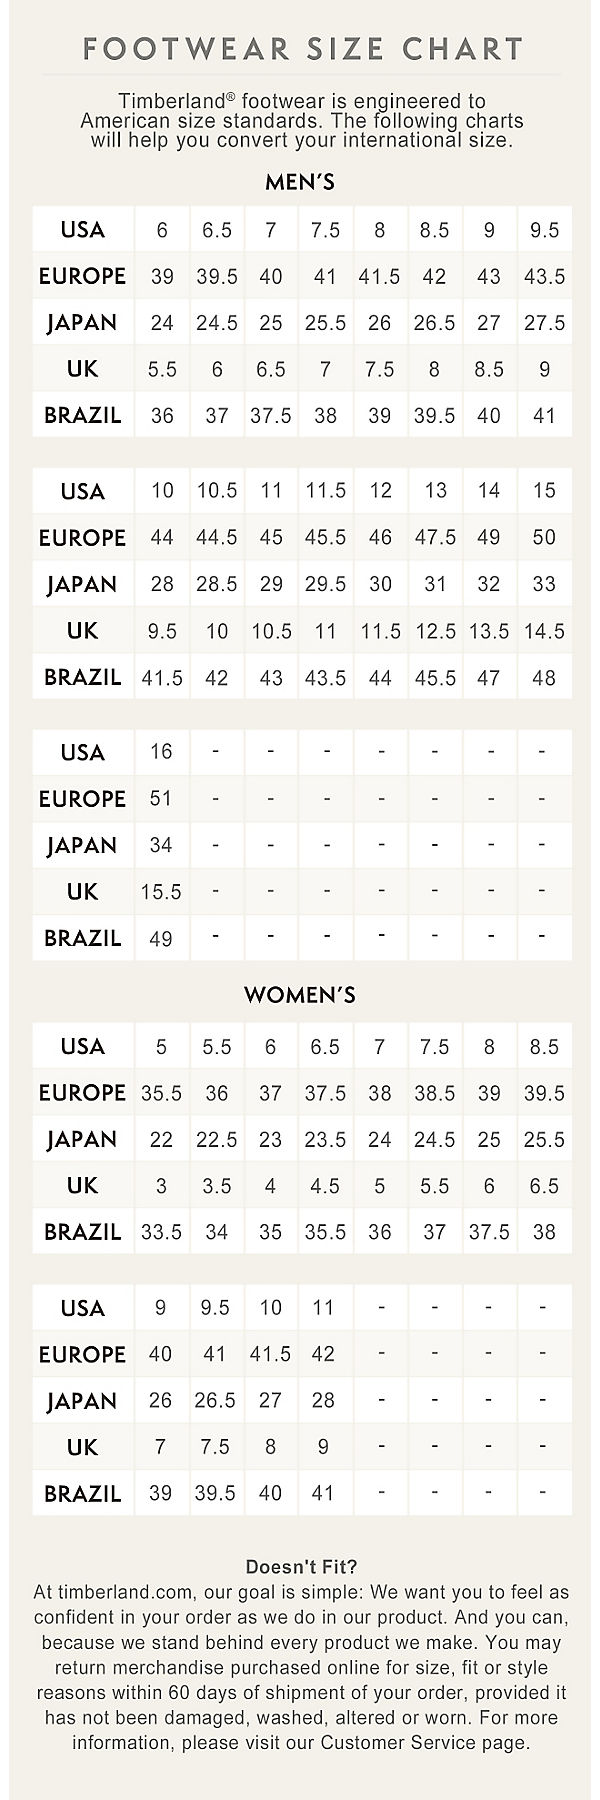 FOOTWEAR SIZE CHART
Timberland® footwear is engineered to
American size standards. The following charts
will help you convert your international size.
MEN'S
USA 6 6.5 7 7.5 8 8.5 9 9.5
EUROPE 39 39.5 40 41 41.5 42 43 43.5
JAPAN 24 24.5 25 25.5 26 26.5 27 27.5
UK 5.5 6 6.5 7 7.5 8 8.5 9
BRAZIL 36 37 37.5 38 39 39.5 40 41
USA 10 10.5 11 11.5 12 13 14 15
EUROPE 44 44.5 45 45.5 46 47.5 49 50
JAPAN 28 28.5 29 29.5 30 31 32 33
UK 9.5 10 10.5 11 11.5 12.5 13.5 14.5
BRAZIL 41.5 42 43 43.5 44 45.5 47 48
USA 16 - - - - - - -
EUROPE 51 - - - - - - -
JAPAN 34 - - - - - - -
UK 15.5 - - - - - - -
BRAZIL 49 - - - - - - -
WOMEN'S
USA 5 5.5 6 6.5 7 7.5 8 8.5
EUROPE 35.5 36 37 37.5 38 38.5 39 39.5
JAPAN 22 22.5 23 23.5 24 24.5 25 25.5
UK 3 3.5 4 4.5 5 5.5 6 6.5
BRAZIL 33.5 34 35 35.5 36 37 37.5 38
USA 9 9.5 10 11 - - - -
EUROPE 40 41 41.5 42 - - - -
JAPAN 26 26.5 27 28 - - - -
UK 7 7.5 8 9 - - - -
BRAZIL 39 39.5 40 41 - - - -
Doesn't Fit?
At timberland.com, our goal is simple: We want you to feel as
confident in your order as we do in our product. And you can,
because we stand behind every product we make. You may
return merchandise purchased online for size, fit or style
reasons within 60 days of shipment of your order, provided it
has not been damaged, washed, altered or worn. For more
information, please visit our Customer Service page.